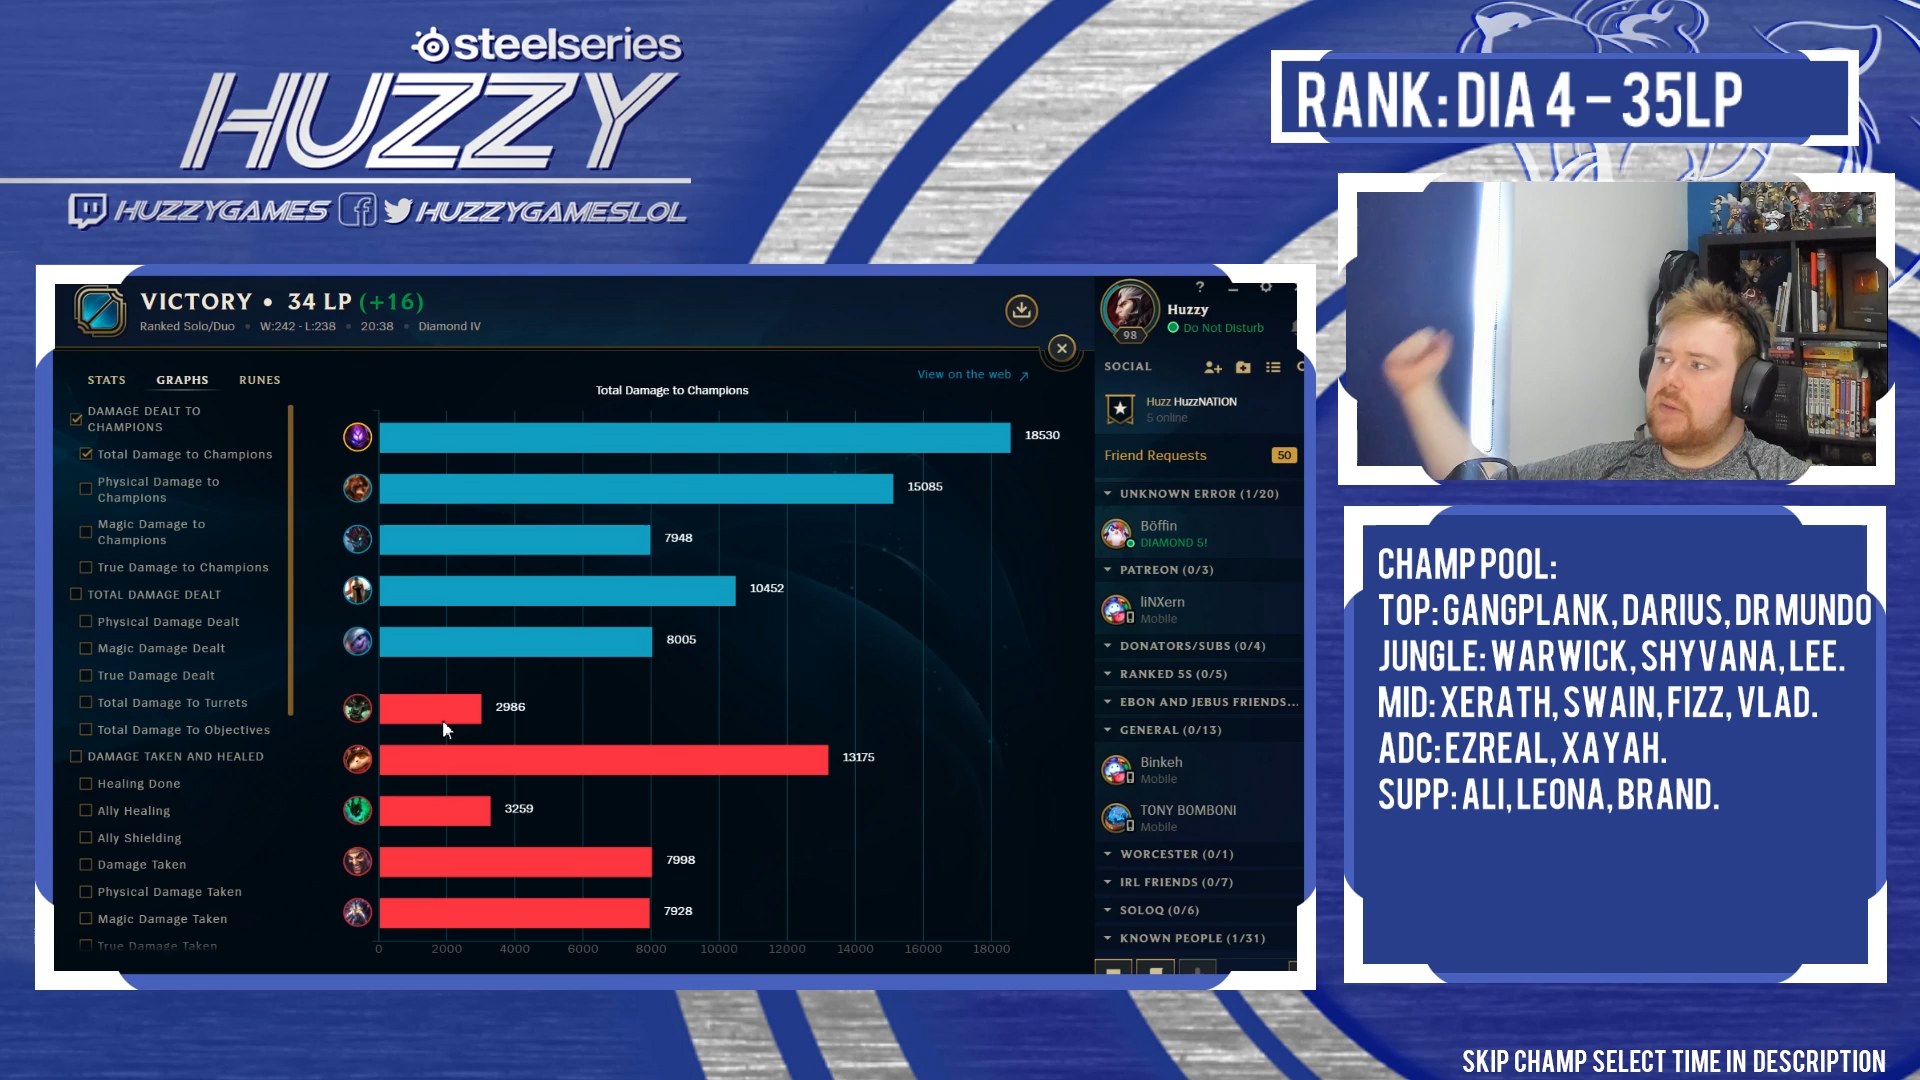 steelseries
HUZZY
HUZZYGAMES HUZZYGAMESLOL
RANK: DIA 4 – 35LP
VICTORY • 34 LP (+16)
Ranked Solo/Duo • W:242 - L:238 • 20:38 • Diamond IV
STATS GRAPHS RUNES
View on the web
Total Damage to Champions
DAMAGE DEALT TO
CHAMPIONS
Total Damage to Champions
Physical Damage to
Champions
Magic Damage to
Champions
True Damage to Champions
TOTAL DAMAGE DEALT
Physical Damage Dealt
Magic Damage Dealt
True Damage Dealt
Total Damage To Turrets
Total Damage To Objectives
DAMAGE TAKEN AND HEALED
Healing Done
Ally Healing
Ally Shielding
Damage Taken
Physical Damage Taken
Magic Damage Taken
True Damage Taken
18530
15085
7948
10452
8005
2986
13175
3259
7998
7928
0 2000 4000 6000 8000 10000 12000 14000 16000 18000
?
Huzzy
Do Not Disturb
98
SOCIAL
Huzz HuzzNATION
5 online
Friend Requests 50
UNKNOWN ERROR (1/20)
Böffin
DIAMOND 5!
PATREON (0/3)
liNXern
Mobile
DONATORS/SUBS (0/4)
RANKED 5S (0/5)
EBON AND JEBUS FRIENDS...
GENERAL (0/13)
Binkeh
Mobile
TONY BOMBONI
Mobile
WORCESTER (0/1)
IRL FRIENDS (0/7)
SOLOQ (0/6)
KNOWN PEOPLE (1/31)
CHAMP POOL:
TOP: GANGPLANK, DARIUS, DR MUNDO
JUNGLE: WARWICK, SHYVANA, LEE.
MID: XERATH, SWAIN, FIZZ, VLAD.
ADC: EZREAL, XAYAH.
SUPP: ALI, LEONA, BRAND.
SKIP CHAMP SELECT TIME IN DESCRIPTION